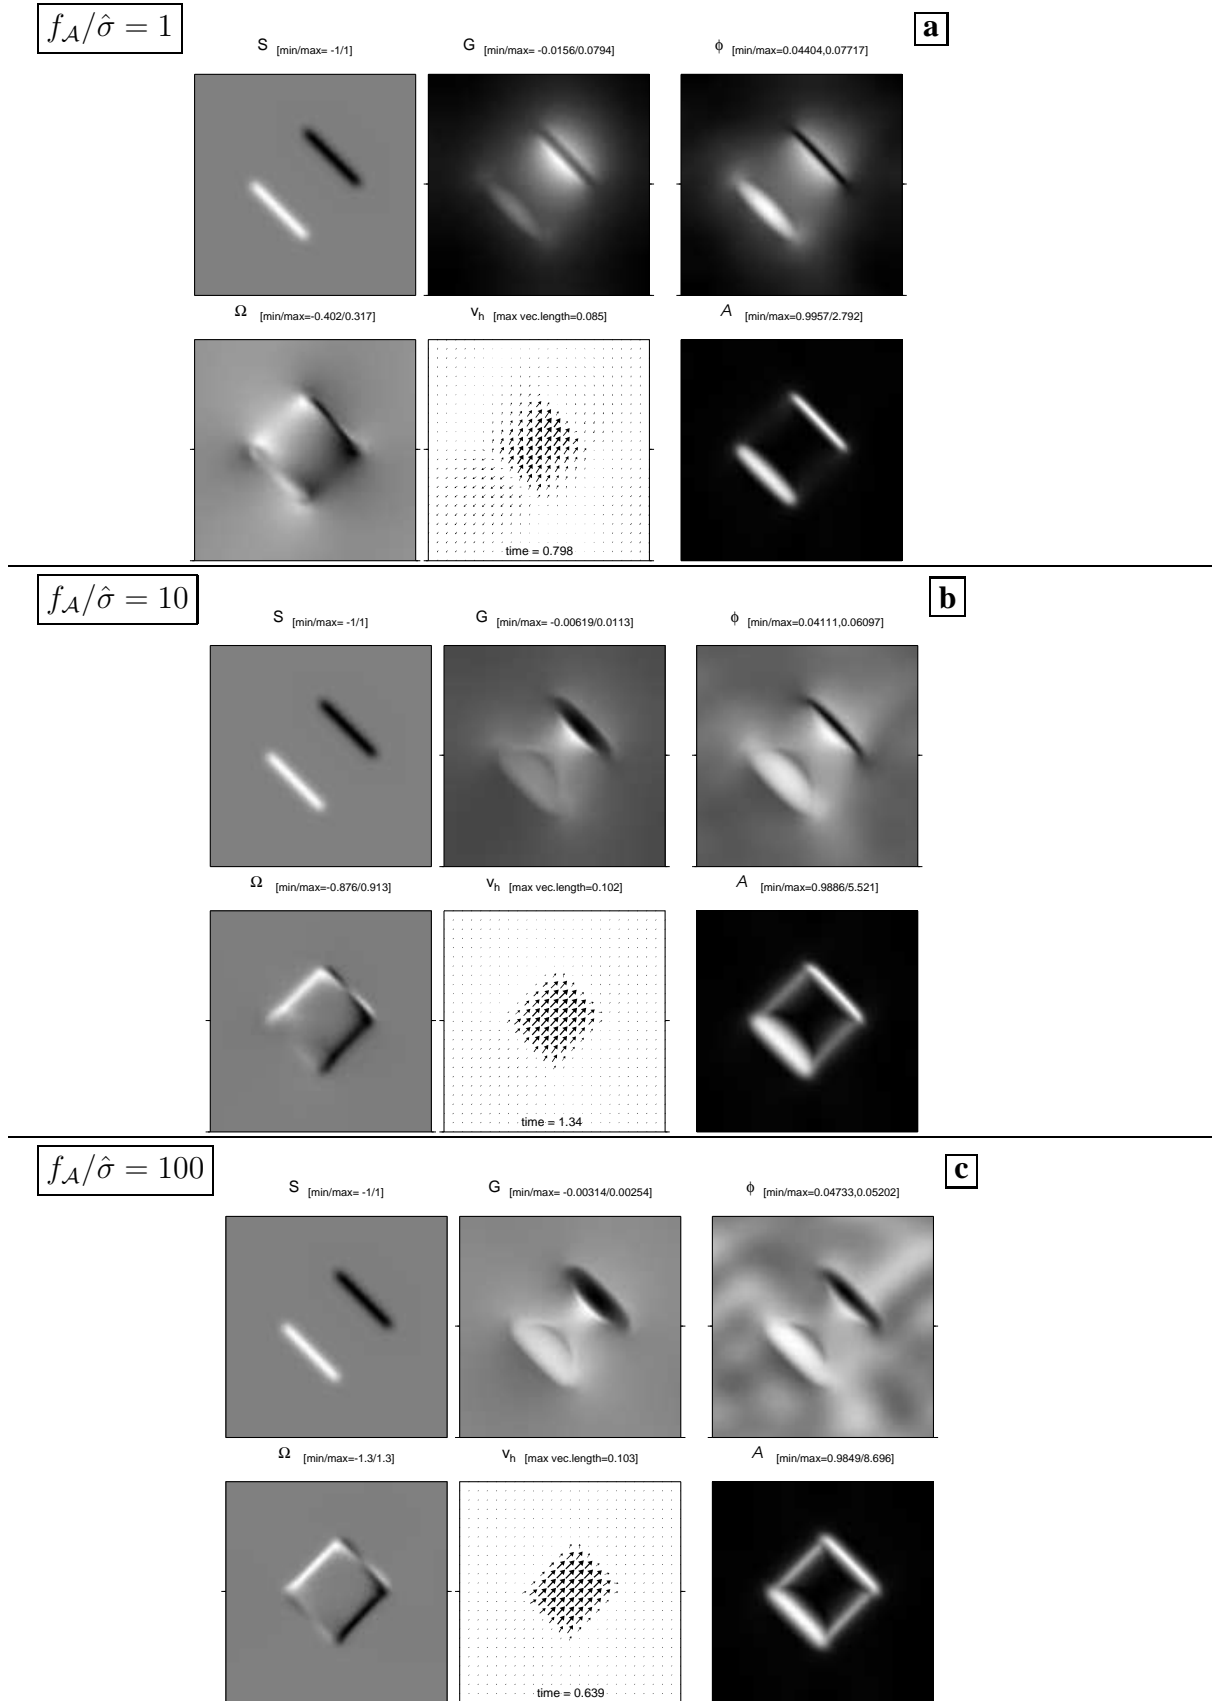 f_A/σ̂ = 1
a
S [min/max= -1/1]
G [min/max= -0.0156/0.0794]
ϕ [min/max=0.04404,0.07717]
Ω [min/max=-0.402/0.317]
v_h [max vec.length=0.085]
A [min/max=0.9957/2.792]
time = 0.798
f_A/σ̂ = 10
b
S [min/max= -1/1]
G [min/max= -0.00619/0.0113]
ϕ [min/max=0.04111,0.06097]
Ω [min/max=-0.876/0.913]
v_h [max vec.length=0.102]
A [min/max=0.9886/5.521]
time = 1.34
f_A/σ̂ = 100
c
S [min/max= -1/1]
G [min/max= -0.00314/0.00254]
ϕ [min/max=0.04733,0.05202]
Ω [min/max=-1.3/1.3]
v_h [max vec.length=0.103]
A [min/max=0.9849/8.696]
time = 0.639